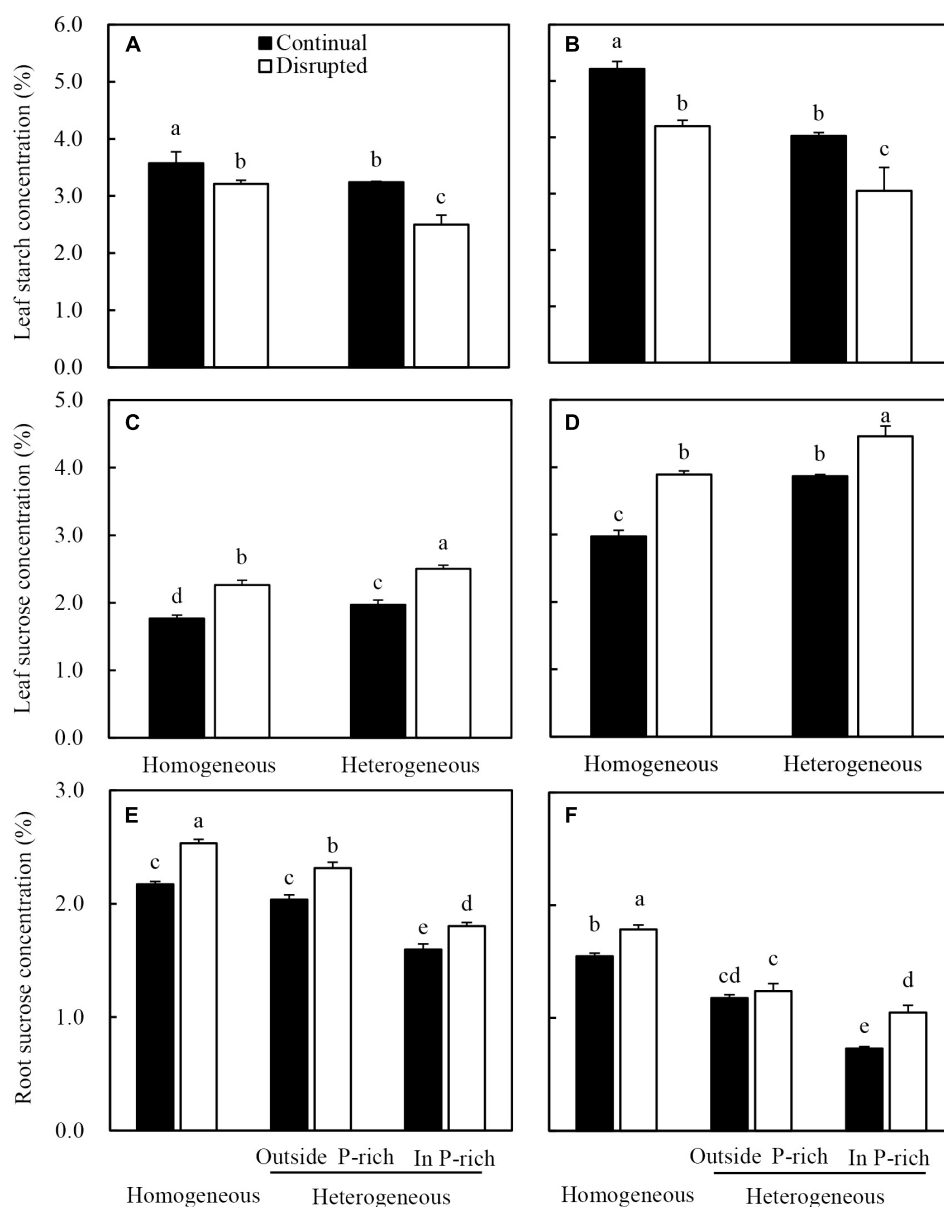 Leaf starch concentration (%)
6.0
5.0
4.0
3.0
2.0
1.0
0.0
A
Continual
Disrupted
a
b
b
c
B
a
b
b
c
Leaf sucrose concentration (%)
5.0
4.0
3.0
2.0
1.0
0.0
C
d
b
c
a
Homogeneous
Heterogeneous
D
c
b
b
a
Homogeneous
Heterogeneous
Root sucrose concentration (%)
3.0
2.0
1.0
0.0
E
c
a
c
b
e
d
Outside P-rich
In P-rich
Homogeneous
Heterogeneous
F
b
a
cd
c
e
d
Outside P-rich
In P-rich
Homogeneous
Heterogeneous